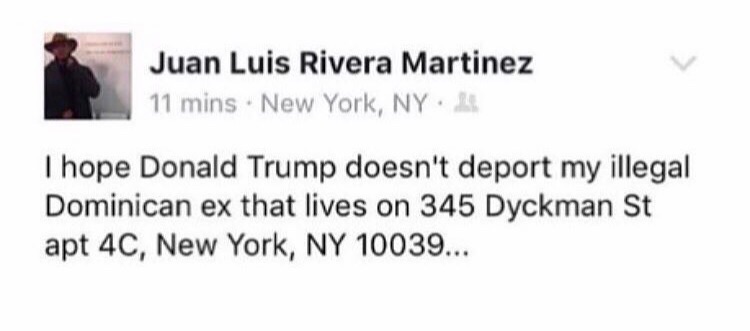 Juan Luis Rivera Martinez
11 mins · New York, NY ·
I hope Donald Trump doesn't deport my illegal
Dominican ex that lives on 345 Dyckman St
apt 4C, New York, NY 10039...